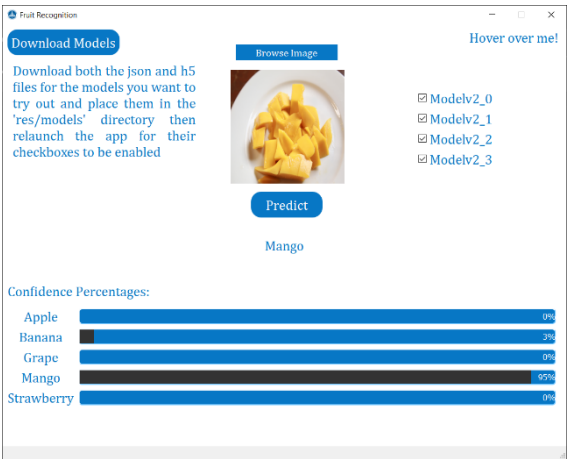 Fruit Recognition
Download Models
Hover over me!
Browse Image
Download both the json and h5
files for the models you want to
try out and place them in the
'res/models' directory then
relaunch the app for their
checkboxes to be enabled
Modelv2_0
Modelv2_1
Modelv2_2
Modelv2_3
Predict
Mango
Confidence Percentages:
Apple 0%
Banana 3%
Grape 0%
Mango 95%
Strawberry 0%